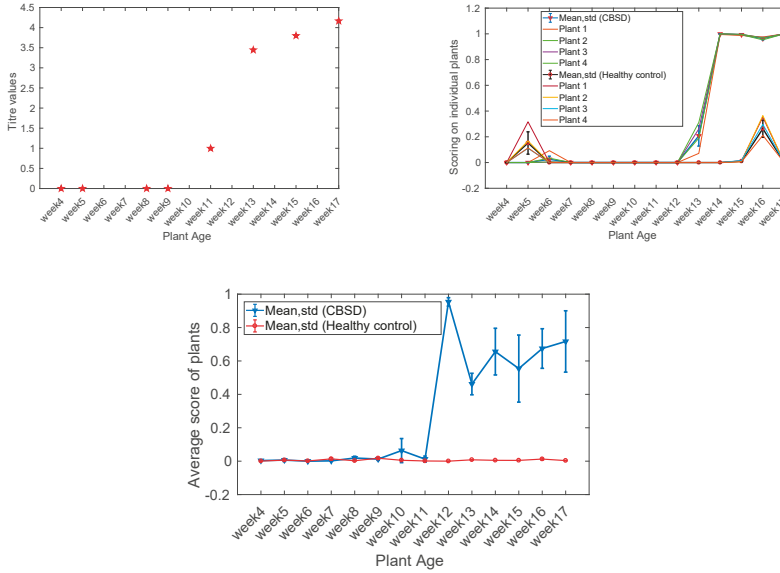 4.5
4
3.5
3
2.5
2
1.5
1
0.5
0
Titre values
week4
week5
week6
week7
week8
week9
week10
week11
week12
week13
week14
week15
week16
week17
Plant Age
1.2
1
0.8
0.6
0.4
0.2
0
-0.2
Scoring on individual plants
Mean,std (CBSD)
Plant 1
Plant 2
Plant 3
Plant 4
Mean,std (Healthy control)
Plant 1
Plant 2
Plant 3
Plant 4
week4
week5
week6
week7
week8
week9
week10
week11
week12
week13
week14
week15
week16
Plant Age
1
0.8
0.6
0.4
0.2
0
-0.2
Average score of plants
Mean,std (CBSD)
Mean,std (Healthy control)
week4
week5
week6
week7
week8
week9
week10
week11
week12
week13
week14
week15
week16
week17
Plant Age